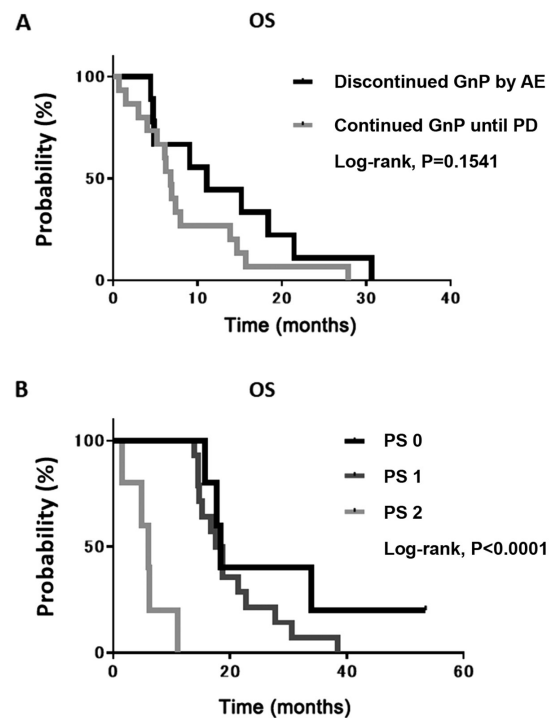 A
OS
Probability (%)
100
50
0
0 10 20 30 40
Time (months)
Discontinued GnP by AE
Continued GnP until PD
Log-rank, P=0.1541
B
OS
Probability (%)
100
50
0
0 20 40 60
Time (months)
PS 0
PS 1
PS 2
Log-rank, P<0.0001